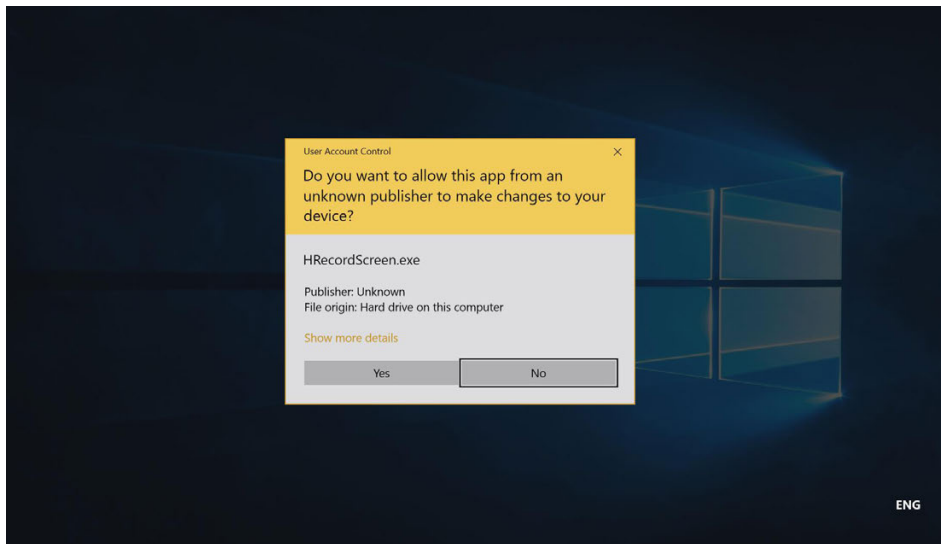 User Account Control
Do you want to allow this app from an
unknown publisher to make changes to your
device?
HRecordScreen.exe
Publisher: Unknown
File origin: Hard drive on this computer
Show more details
Yes
No
ENG